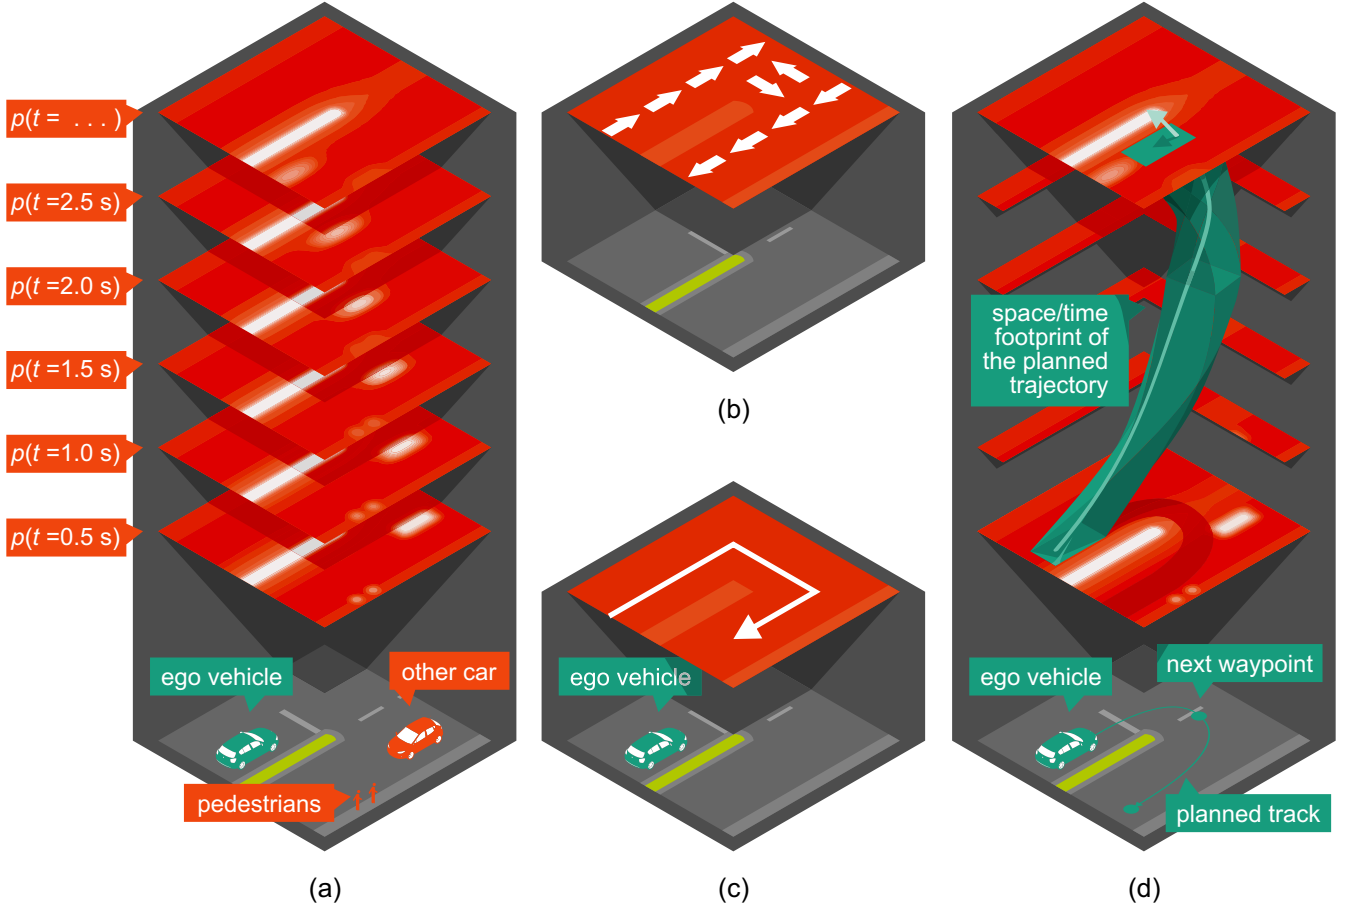 p(t = . . . )
p(t =2.5 s)
p(t =2.0 s)
p(t =1.5 s)
p(t =1.0 s)
p(t =0.5 s)
ego vehicle
other car
pedestrians
(a)
(b)
ego vehicle
(c)
space/time
footprint of
the planned
trajectory
ego vehicle
next waypoint
planned track
(d)